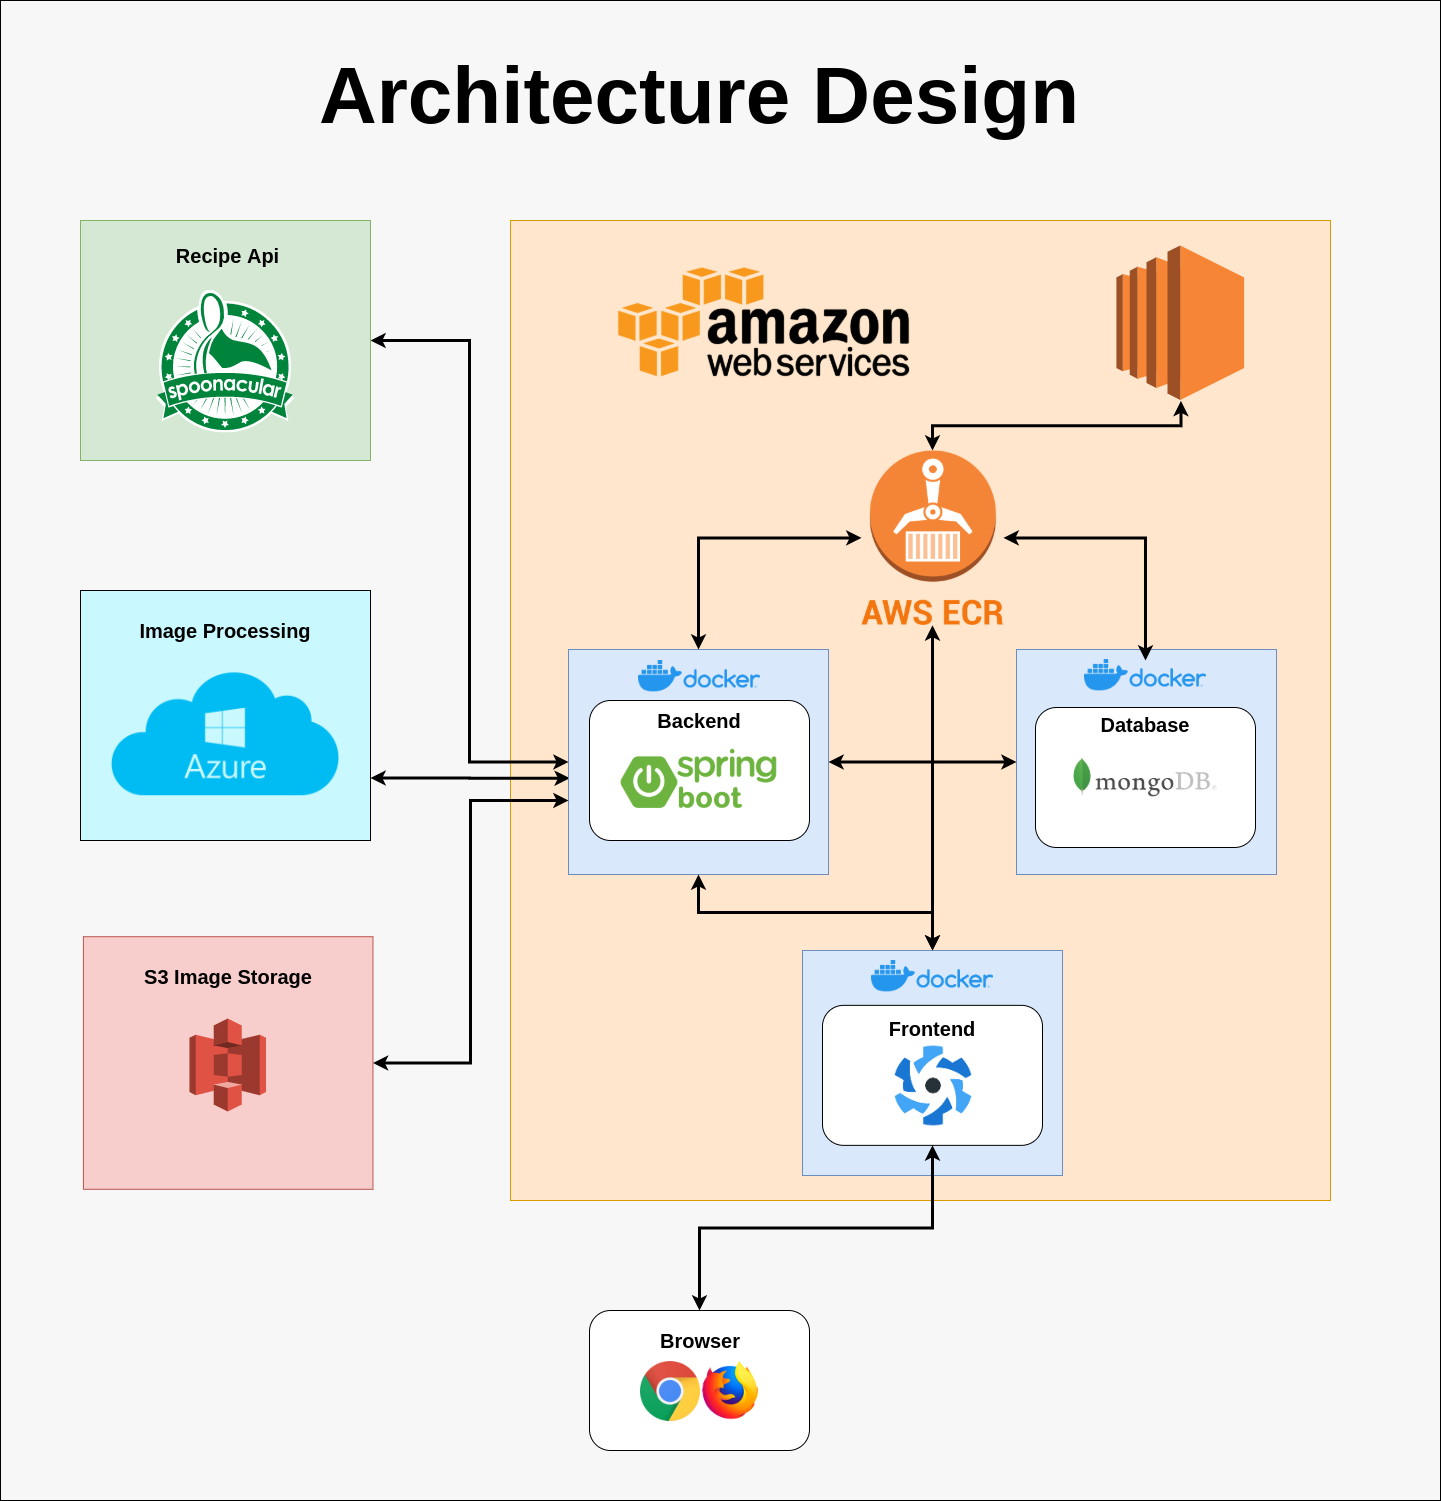 Architecture Design
Recipe Api
spoonacular
amazon
web services
AWS ECR
Image Processing
Azure
docker
Backend
spring
boot
docker
Database
mongoDB
S3 Image Storage
docker
Frontend
Browser